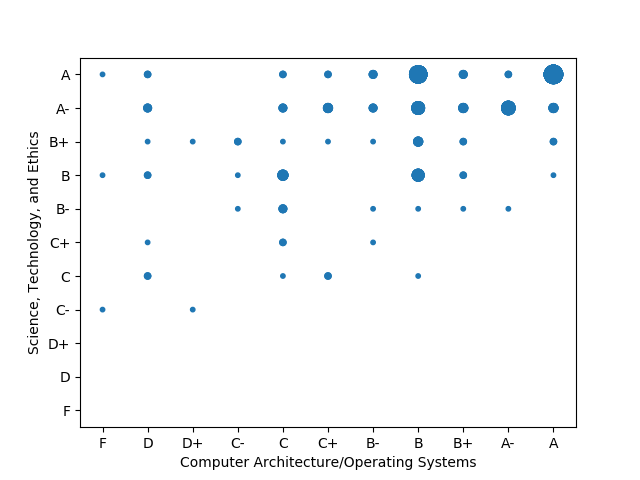 A
A-
B+
B
B-
C+
C
C-
D+
D
F
Science, Technology, and Ethics
F D D+ C- C C+ B- B B+ A- A
Computer Architecture/Operating Systems